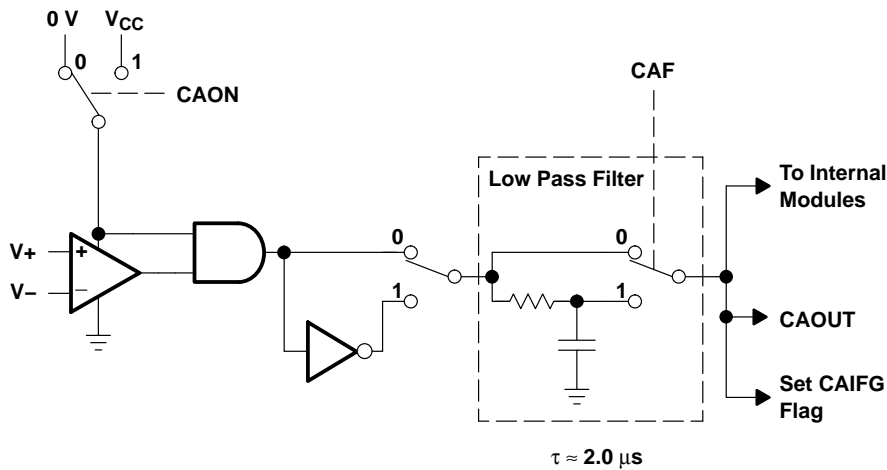 0 V VCC
0 1
CAF
CAON
Low Pass Filter
To Internal
Modules
V+
+
0
0
V−
−
1
1
CAOUT
Set CAIFG
Flag
τ ≈ 2.0 μs